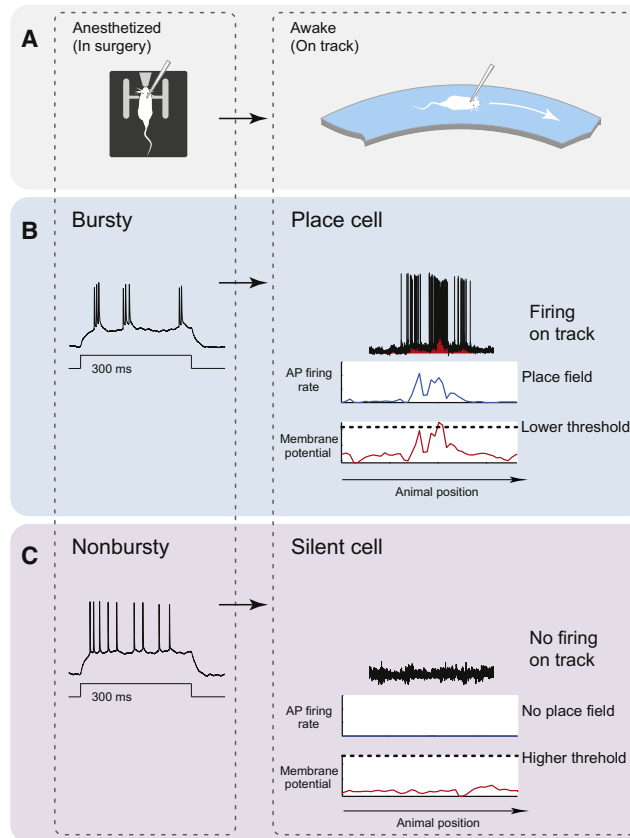 A
Anesthetized
(In surgery)
Awake
(On track)
B
Bursty
Place cell
300 ms
Firing
on track
AP firing
rate
Place field
Membrane
potential
Lower threshold
Animal position
C
Nonbursty
Silent cell
300 ms
No firing
on track
AP firing
rate
No place field
Membrane
potential
Higher threhold
Animal position